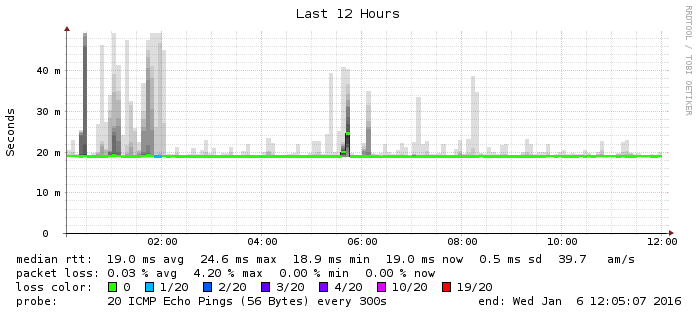 Last 12 Hours
RRDTOOL / TOBI OETIKER
Seconds
40 m
30 m
20 m
10 m
0
02:00 04:00 06:00 08:00 10:00 12:00
median rtt: 19.0 ms avg 24.6 ms max 18.9 ms min 19.0 ms now 0.5 ms sd 39.7 am/s
packet loss: 0.03 % avg 4.20 % max 0.00 % min 0.00 % now
loss color: 0 1/20 2/20 3/20 4/20 10/20 19/20
probe: 20 ICMP Echo Pings (56 Bytes) every 300s end: Wed Jan 6 12:05:07 2016